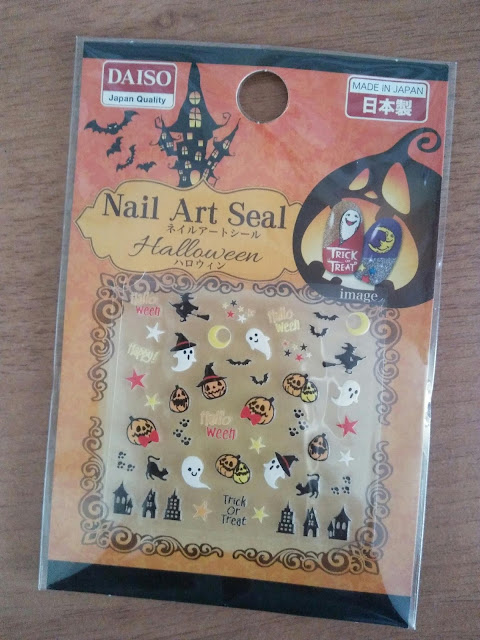 DAISO
Japan Quality
MADE IN JAPAN
日本製
Nail Art Seal
ネイルアートシール
Halloween
ハロウィン
TRICK
OR
TREAT
image
Hallo
ween
Hallo
ween
Happy!
Hallo
ween
Trick
or
Treat